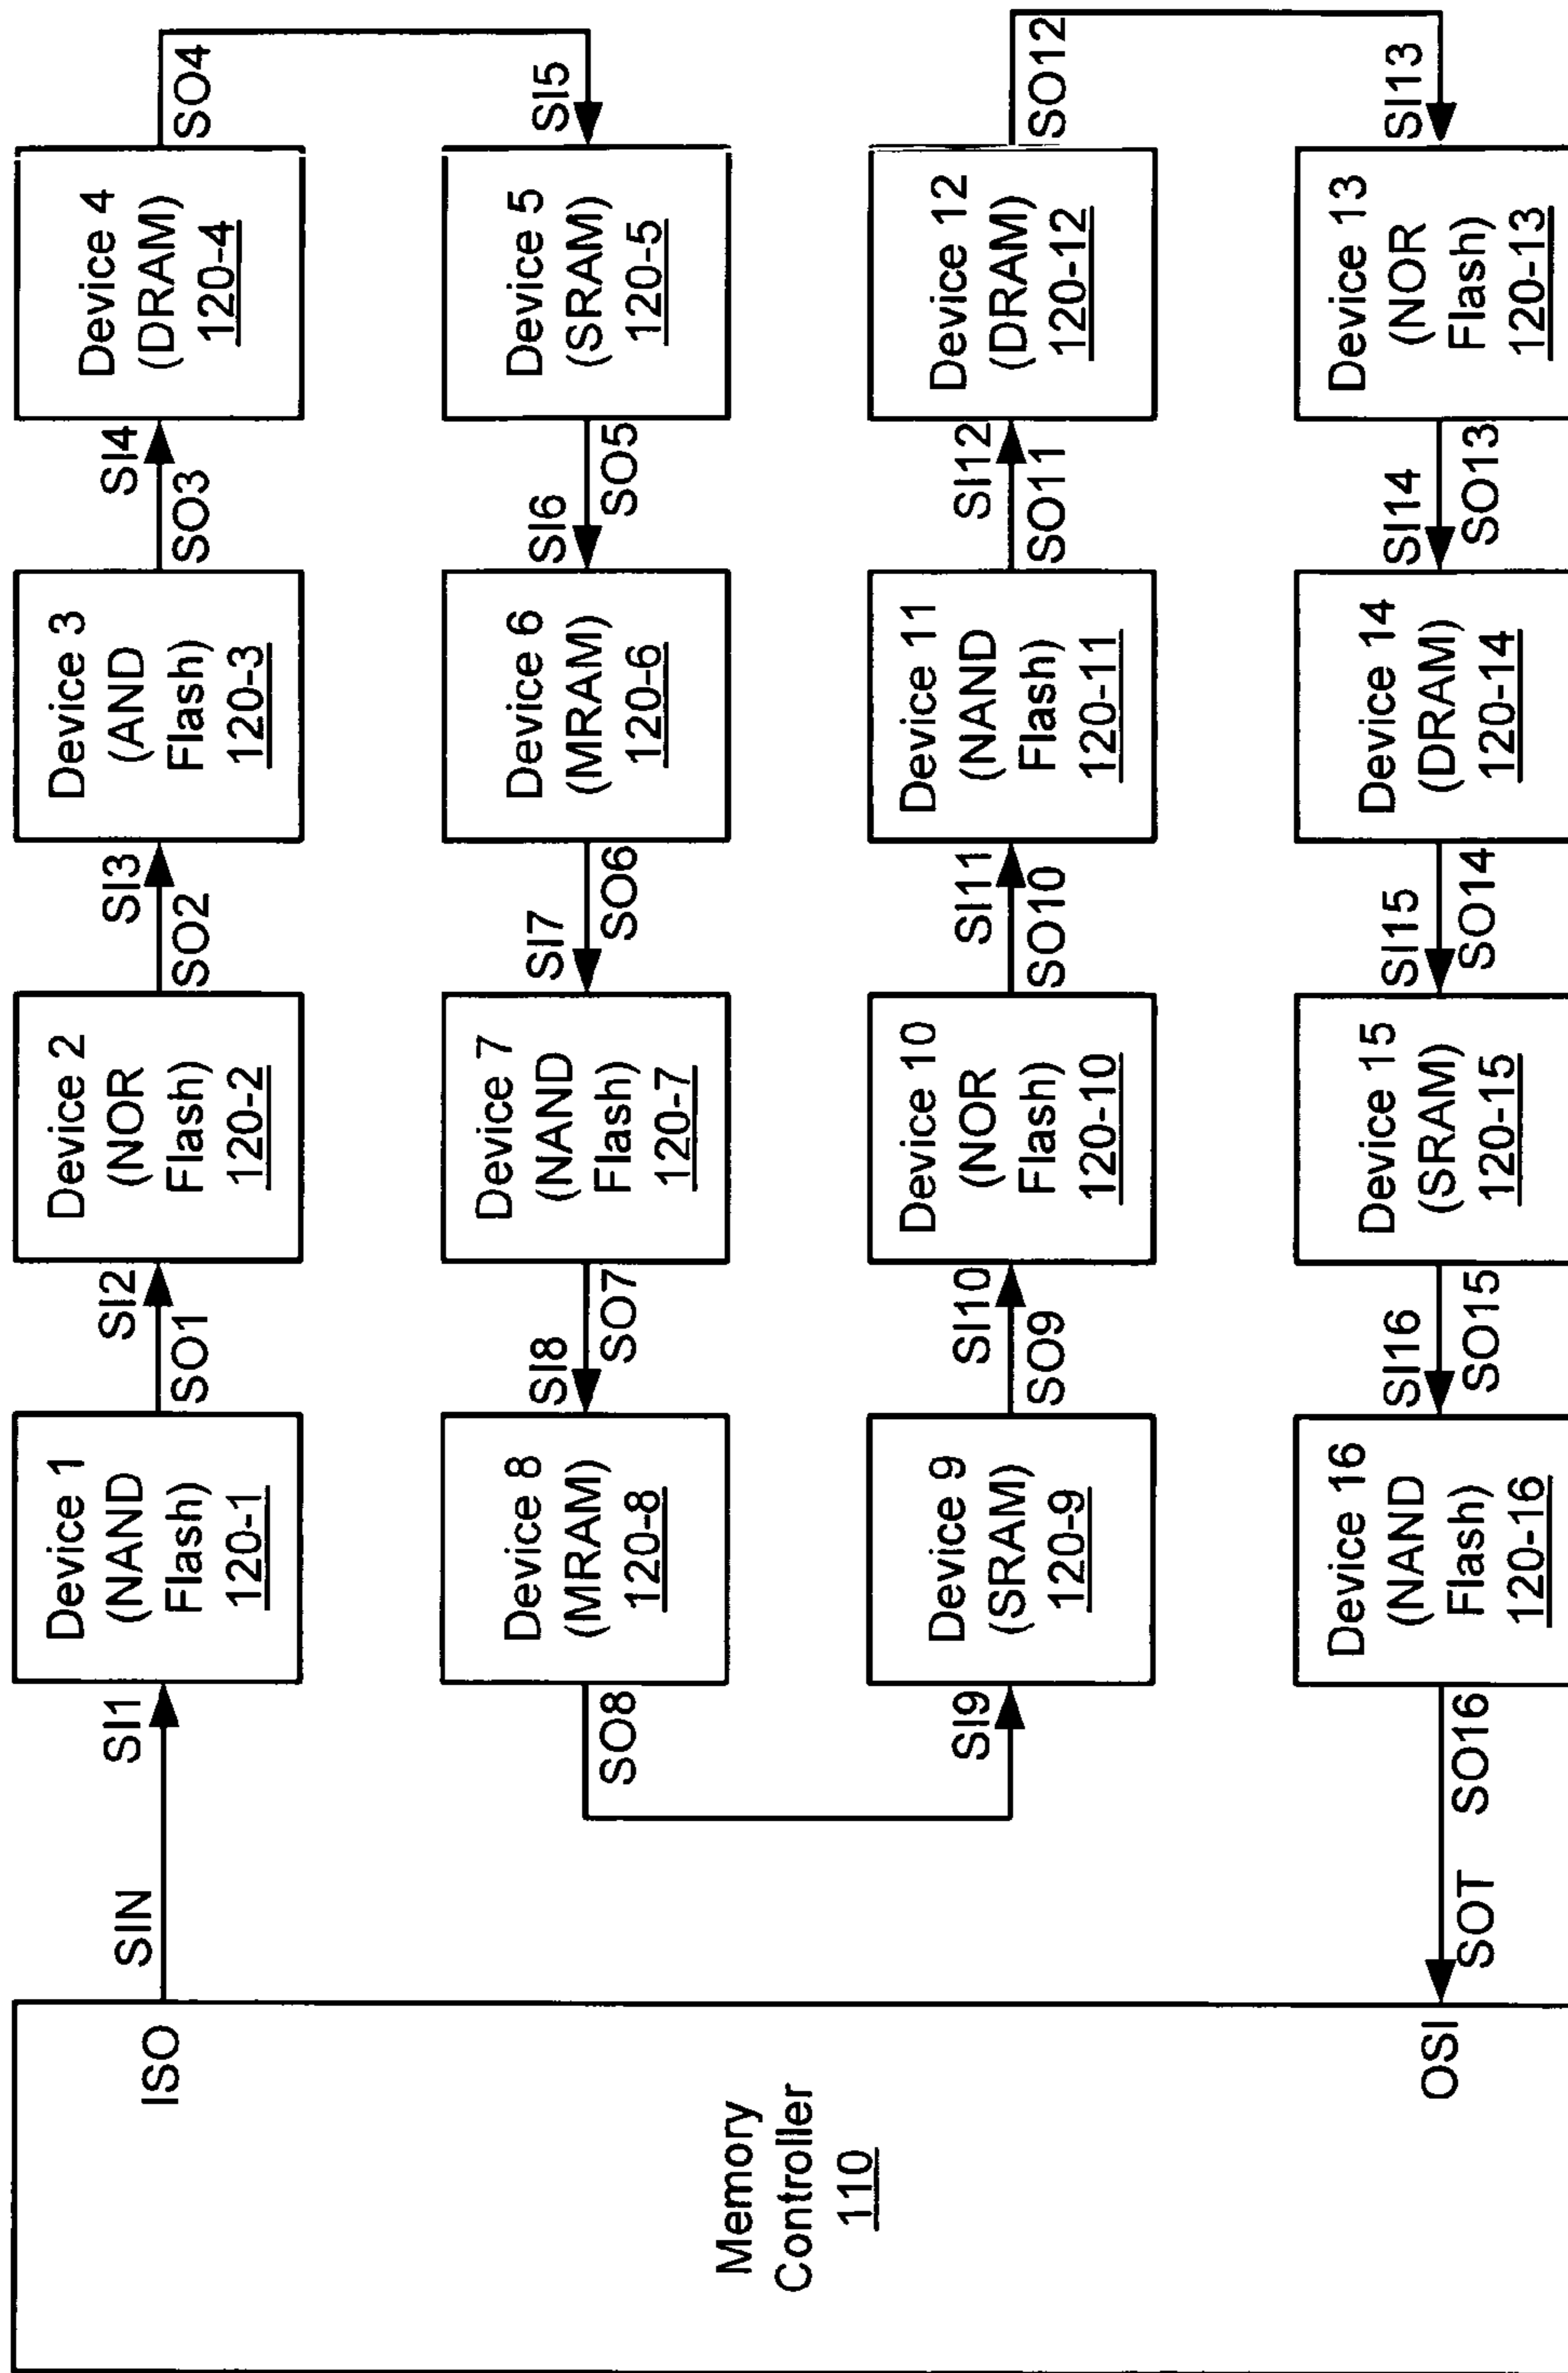 Memory
Controller
110
ISO
OSI
SIN
SI1
Device 1
(NAND
Flash)
120-1
SO1
SI2
Device 2
(NOR
Flash)
120-2
SO2
SI3
Device 3
(AND
Flash)
120-3
SO3
SI4
Device 4
(DRAM)
120-4
SO4
SI5
Device 5
(SRAM)
120-5
SO5
SI6
Device 6
(MRAM)
120-6
SO6
SI7
Device 7
(NAND
Flash)
120-7
SO7
SI8
Device 8
(MRAM)
120-8
SO8
SI9
Device 9
(SRAM)
120-9
SO9
SI10
Device 10
(NOR
Flash)
120-10
SO10
SI11
Device 11
(NAND
Flash)
120-11
SO11
SI12
Device 12
(DRAM)
120-12
SO12
SI13
Device 13
(NOR
Flash)
120-13
SO13
SI14
Device 14
(DRAM)
120-14
SO14
SI15
Device 15
(SRAM)
120-15
SO15
SI16
Device 16
(NAND
Flash)
120-16
SO16
SOT